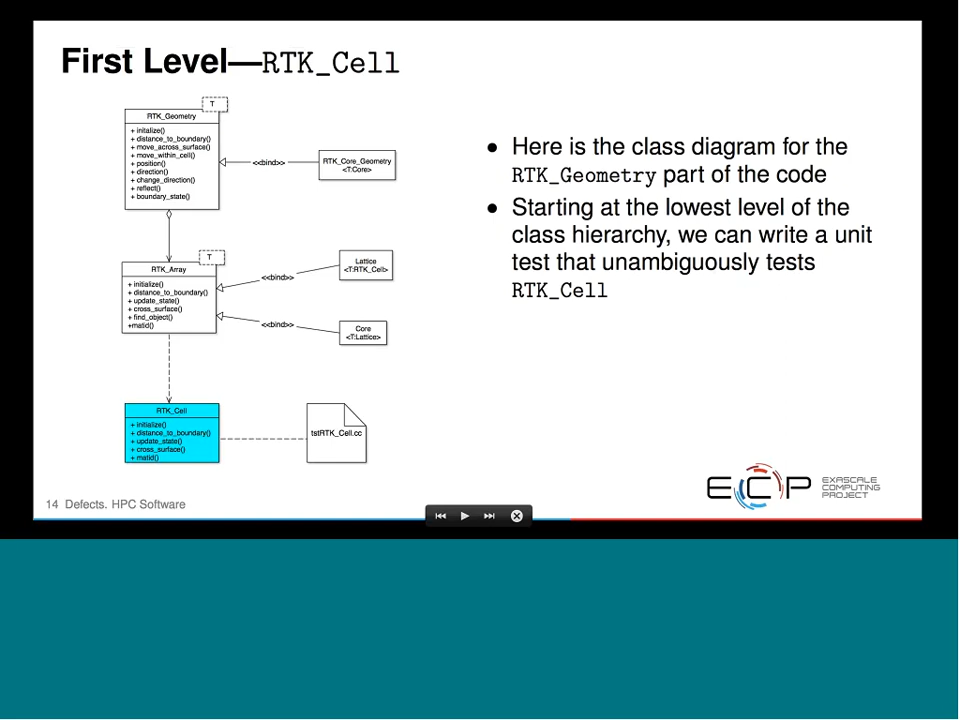 First Level—RTK_Cell
T
RTK_Geometry
+ initalize()
+ distance_to_boundary()
+ move_across_surface()
+ move_within_cell()
+ position()
+ direction()
+ change_direction()
+ reflect()
+ boundary_state()
<<bind>>
RTK_Core_Geometry
<T:Core>
T
RTK_Array
+ initialize()
+ distance_to_boundary()
+ update_state()
+ cross_surface()
+ find_object()
+matid()
<<bind>>
Lattice
<T:RTK_Cell>
<<bind>>
Core
<T:Lattice>
RTK_Cell
+ initialize()
+ distance_to_boundary()
+ update_state()
+ cross_surface()
+ matid()
tstRTK_Cell.cc
● Here is the class diagram for the
RTK_Geometry part of the code
● Starting at the lowest level of the
class hierarchy, we can write a unit
test that unambiguously tests
RTK_Cell
14 Defects. HPC Software
ECP
EXASCALE
COMPUTING
PROJECT